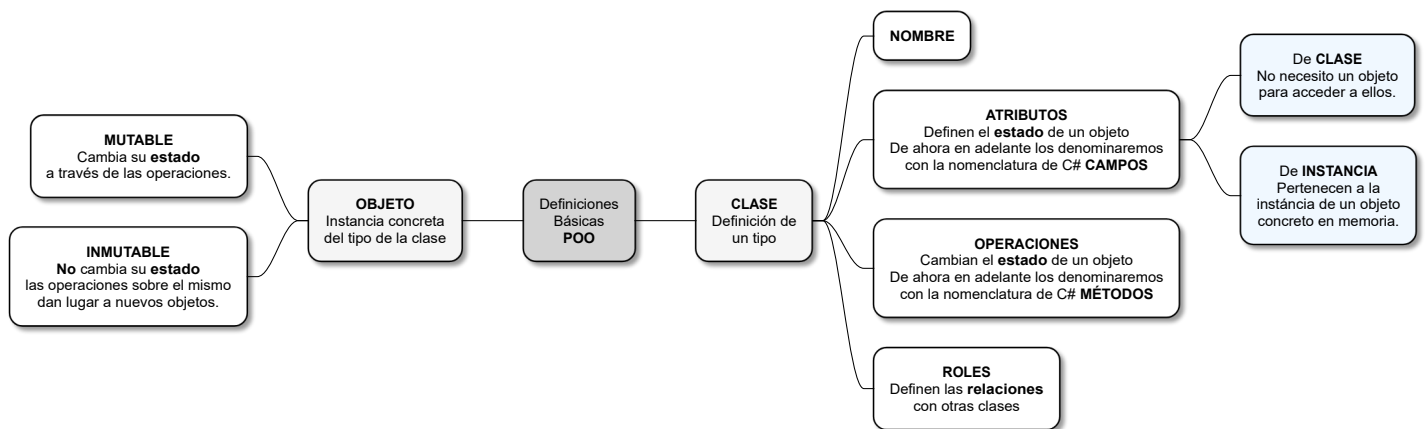 NOMBRE
De CLASE
No necesito un objeto
para acceder a ellos.
ATRIBUTOS
Definen el estado de un objeto
De ahora en adelante los denominaremos
con la nomenclatura de C# CAMPOS
MUTABLE
Cambia su estado
a través de las operaciones.
De INSTANCIA
Pertenecen a la
instáncia de un objeto
concreto en memoria.
OBJETO
Instancia concreta
del tipo de la clase
Definiciones
Básicas
POO
CLASE
Definición de
un tipo
INMUTABLE
No cambia su estado
las operaciones sobre el mismo
dan lugar a nuevos objetos.
OPERACIONES
Cambian el estado de un objeto
De ahora en adelante los denominaremos
con la nomenclatura de C# MÉTODOS
ROLES
Definen las relaciones
con otras clases